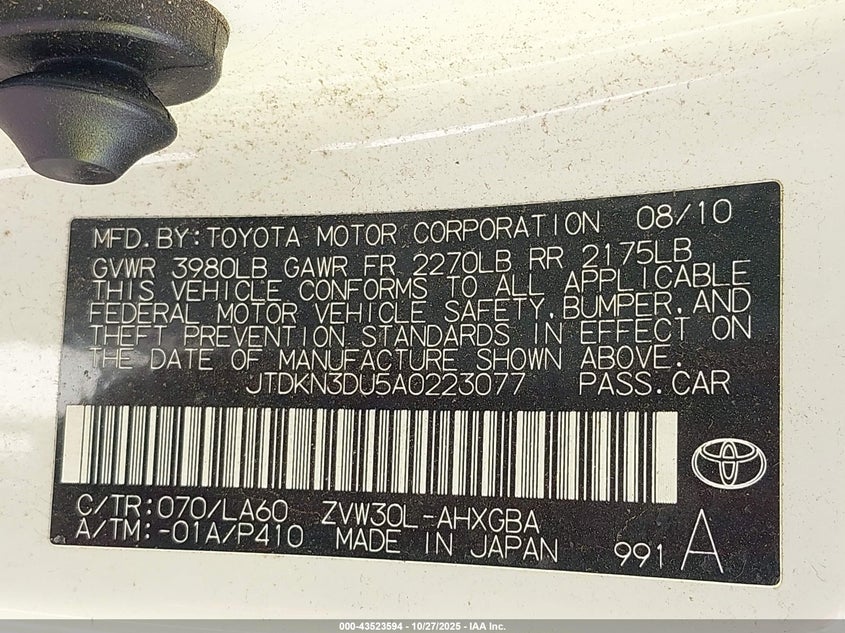 MFD. BY: TOYOTA MOTOR CORPORATION 08/10
GVWR 3980LB GAWR FR 2270LB RR 2175LB
THIS VEHICLE CONFORMS TO ALL APPLICABLE
FEDERAL MOTOR VEHICLE SAFETY, BUMPER, AND
THEFT PREVENTION STANDARDS IN EFFECT ON
THE DATE OF MANUFACTURE SHOWN ABOVE.
JTDKN3DU5A0223077 PASS. CAR
C/TR: 070/LA60 ZVW30L-AHXGBA
A/TM: -01A/P410 MADE IN JAPAN 991 A
000-43523594 - 10/27/2025 - IAA Inc.